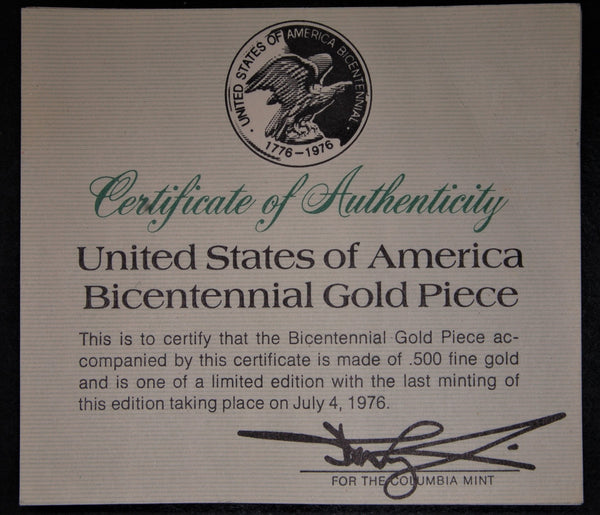 · UNITED STATES OF AMERICA BICENTENNIAL ·
1776–1976
Certificate of Authenticity
United States of America
Bicentennial Gold Piece
This is to certify that the Bicentennial Gold Piece ac-
companied by this certificate is made of .500 fine gold
and is one of a limited edition with the last minting of
this edition taking place on July 4, 1976.
FOR THE COLUMBIA MINT